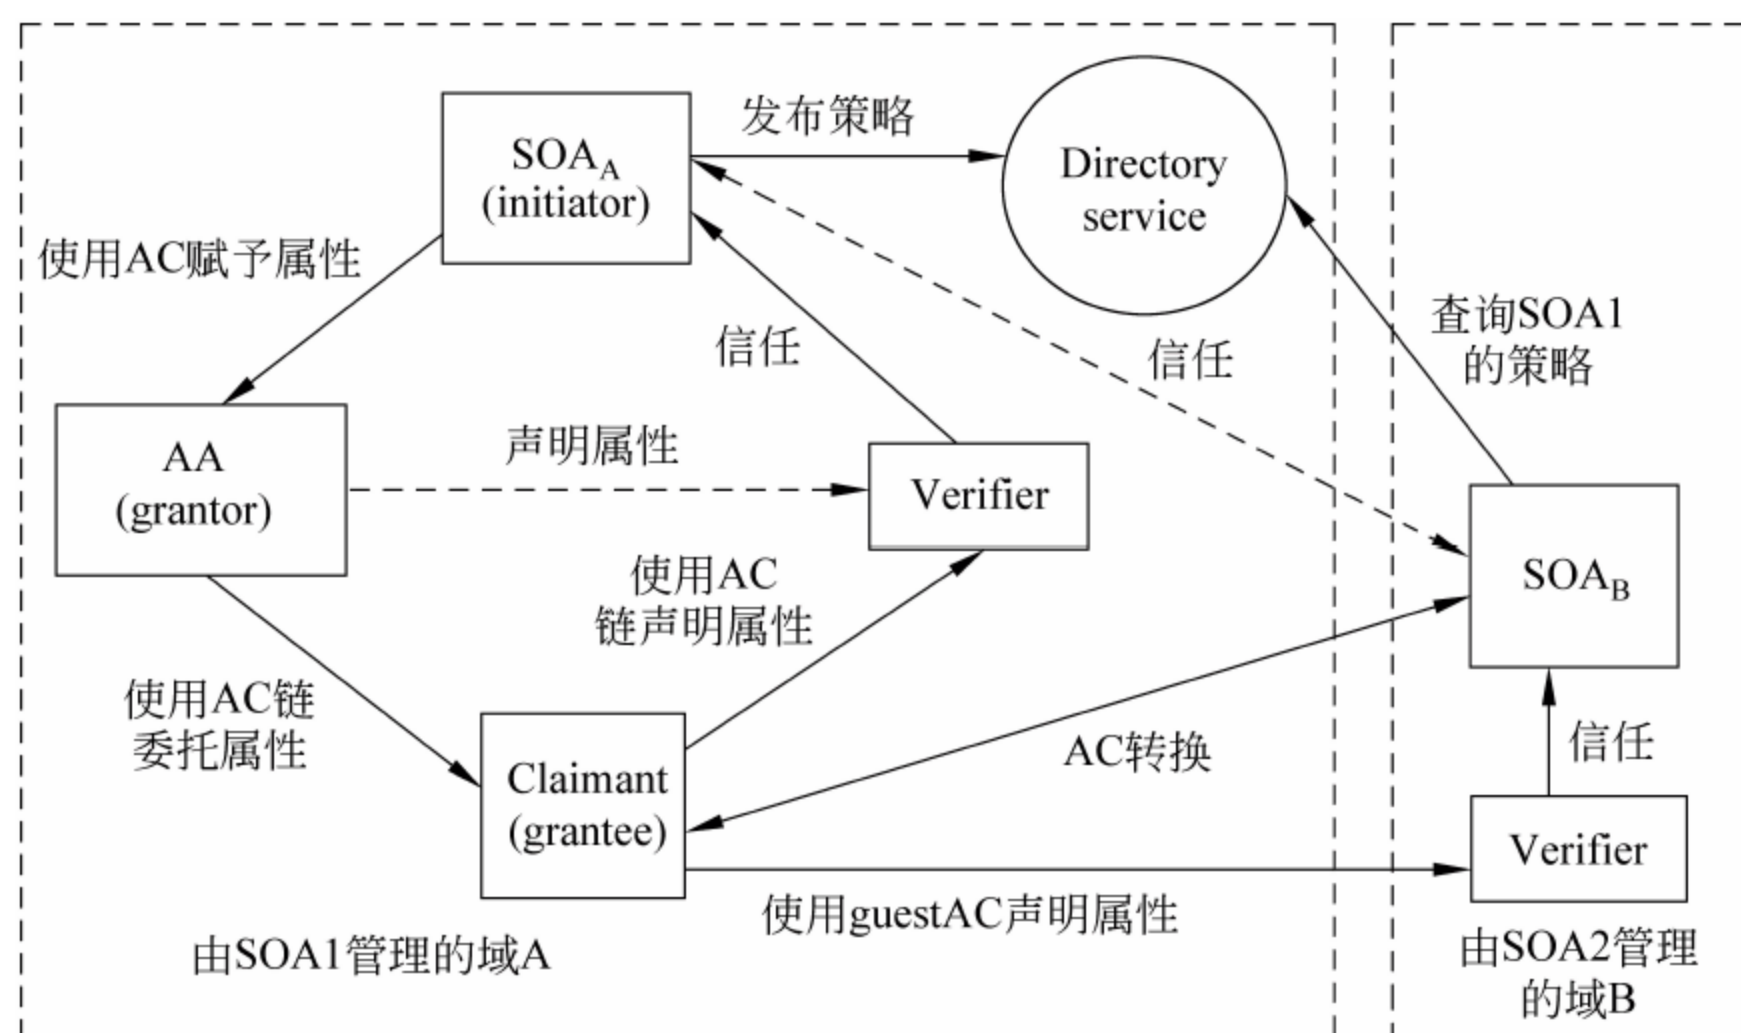 发布策略
SOAA
(initiator)
Directory
service
使用AC赋予属性
信任
信任
查询SOA1
的策略
声明属性
AA
(grantor)
Verifier
使用AC
链声明属性
SOAB
使用AC链
委托属性
AC转换
信任
Claimant
(grantee)
Verifier
使用guestAC声明属性
由SOA1管理的域A
由SOA2管理
的域B